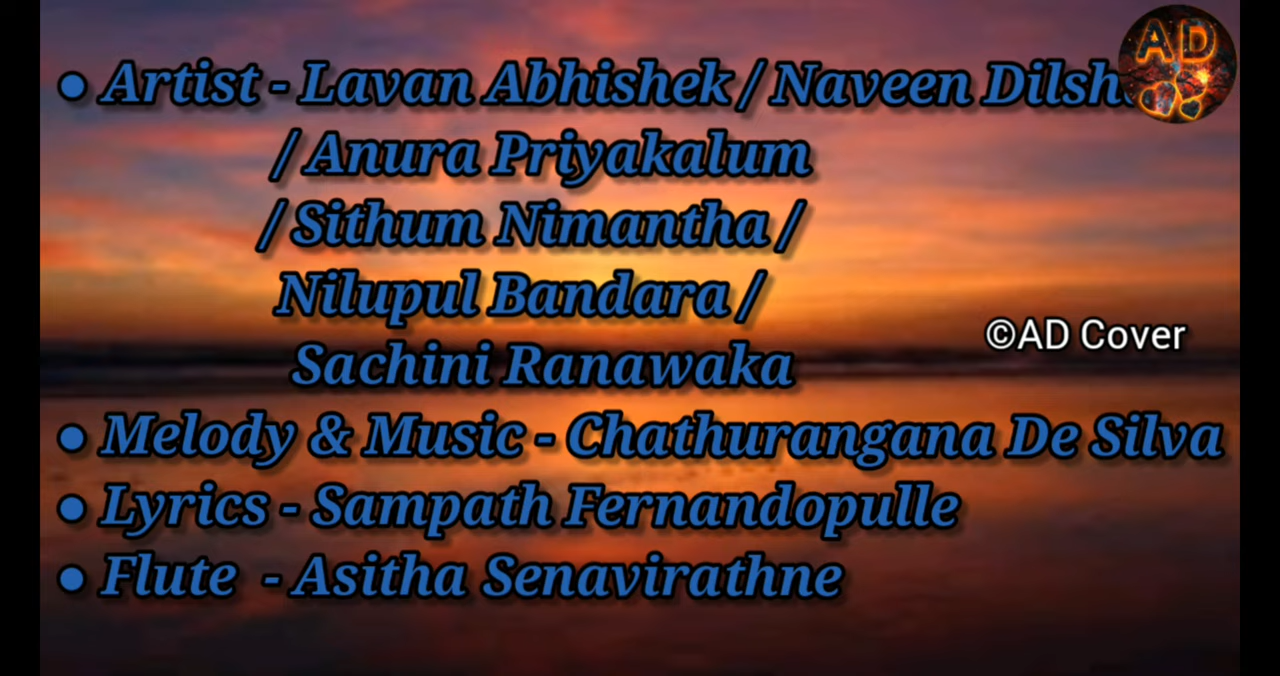 ● Artist - Lavan Abhishek / Naveen
/ Anura Priyakalum
/ Sithum Nimantha /
Nilupul Bandara /
Sachini Ranawaka
● Melody & Music - Chathurangana De Silva
● Lyrics - Sampath Fernandopulle
● Flute - Asitha Senavirathne
AD
©AD Cover